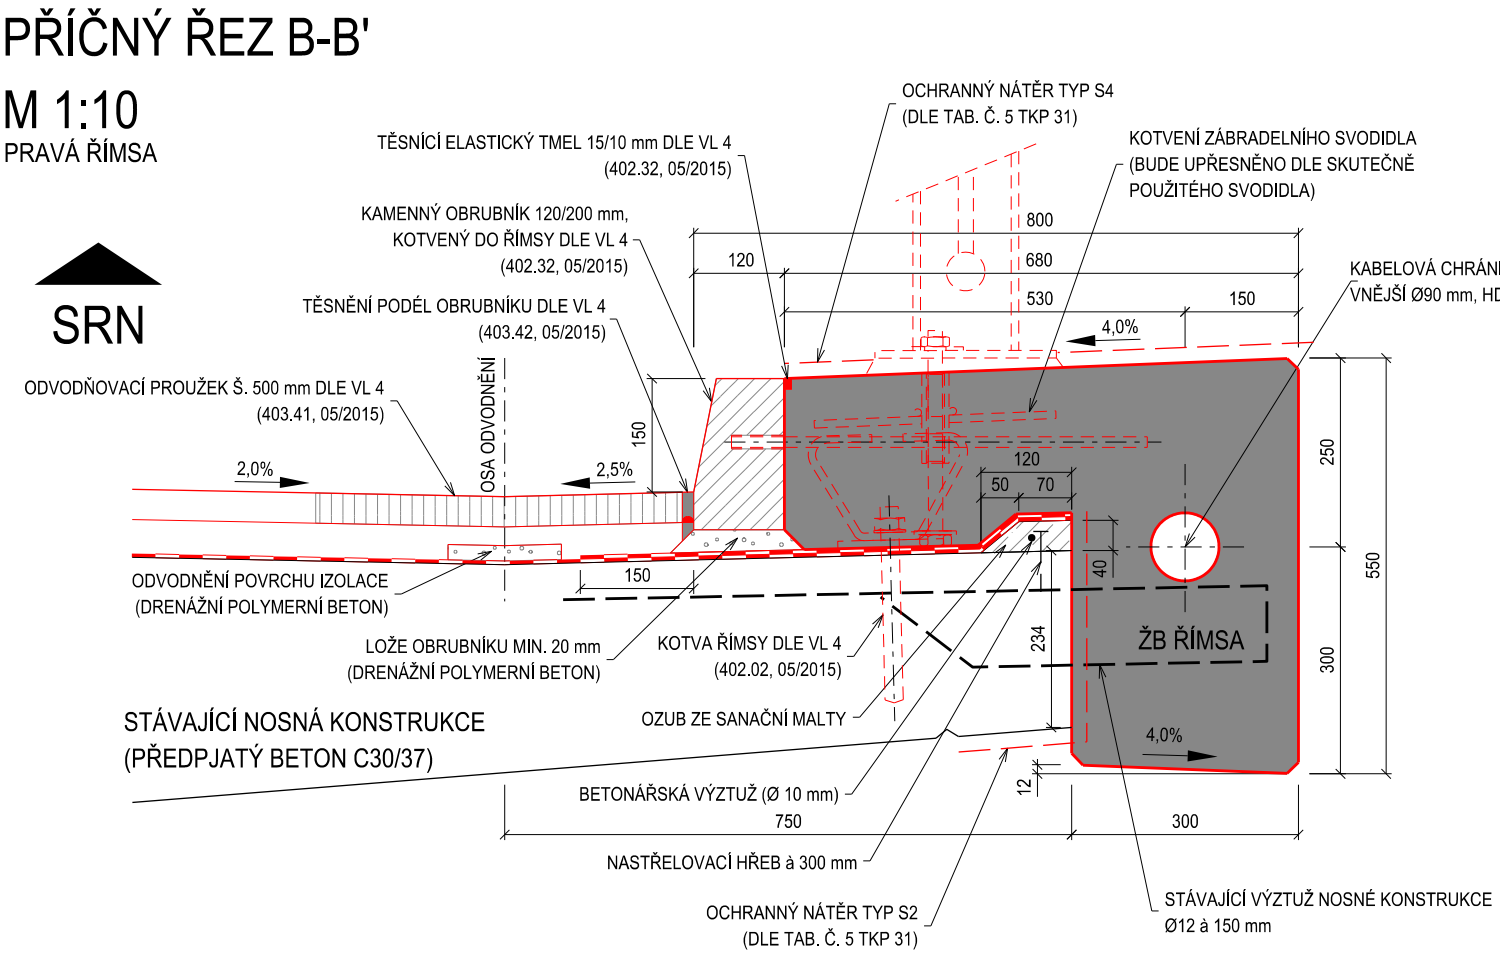 PŘÍČNÝ ŘEZ B-B'
M 1:10
PRAVÁ ŘÍMSA
SRN
OCHRANNÝ NÁTĚR TYP S4
(DLE TAB. Č. 5 TKP 31)
TĚSNÍCÍ ELASTICKÝ TMEL 15/10 mm DLE VL 4
(402.32, 05/2015)
KOTVENÍ ZÁBRADELNÍHO SVODIDLA
(BUDE UPŘESNĚNO DLE SKUTEČNĚ
POUŽITÉHO SVODIDLA)
KAMENNÝ OBRUBNÍK 120/200 mm,
KOTVENÝ DO ŘÍMSY DLE VL 4
(402.32, 05/2015)
800
120
680
530
150
KABELOVÁ
VNĚJŠÍ Ø90 mm,
TĚSNĚNÍ PODÉL OBRUBNÍKU DLE VL 4
(403.42, 05/2015)
4,0%
ODVODŇOVACÍ PROUŽEK Š. 500 mm DLE VL 4
(403.41, 05/2015)
OSA ODVODNĚNÍ
150
2,0%
2,5%
120
50
70
40
250
550
300
234
12
150
ODVODNĚNÍ POVRCHU IZOLACE
(DRENÁŽNÍ POLYMERNÍ BETON)
LOŽE OBRUBNÍKU MIN. 20 mm
(DRENÁŽNÍ POLYMERNÍ BETON)
KOTVA ŘÍMSY DLE VL 4
(402.02, 05/2015)
ŽB ŘÍMSA
STÁVAJÍCÍ NOSNÁ KONSTRUKCE
(PŘEDPJATÝ BETON C30/37)
OZUB ZE SANAČNÍ MALTY
4,0%
BETONÁŘSKÁ VÝZTUŽ (Ø 10 mm)
750
300
NASTŘELOVACÍ HŘEB à 300 mm
OCHRANNÝ NÁTĚR TYP S2
(DLE TAB. Č. 5 TKP 31)
STÁVAJÍCÍ VÝZTUŽ NOSNÉ KONSTRUKCE
Ø12 à 150 mm